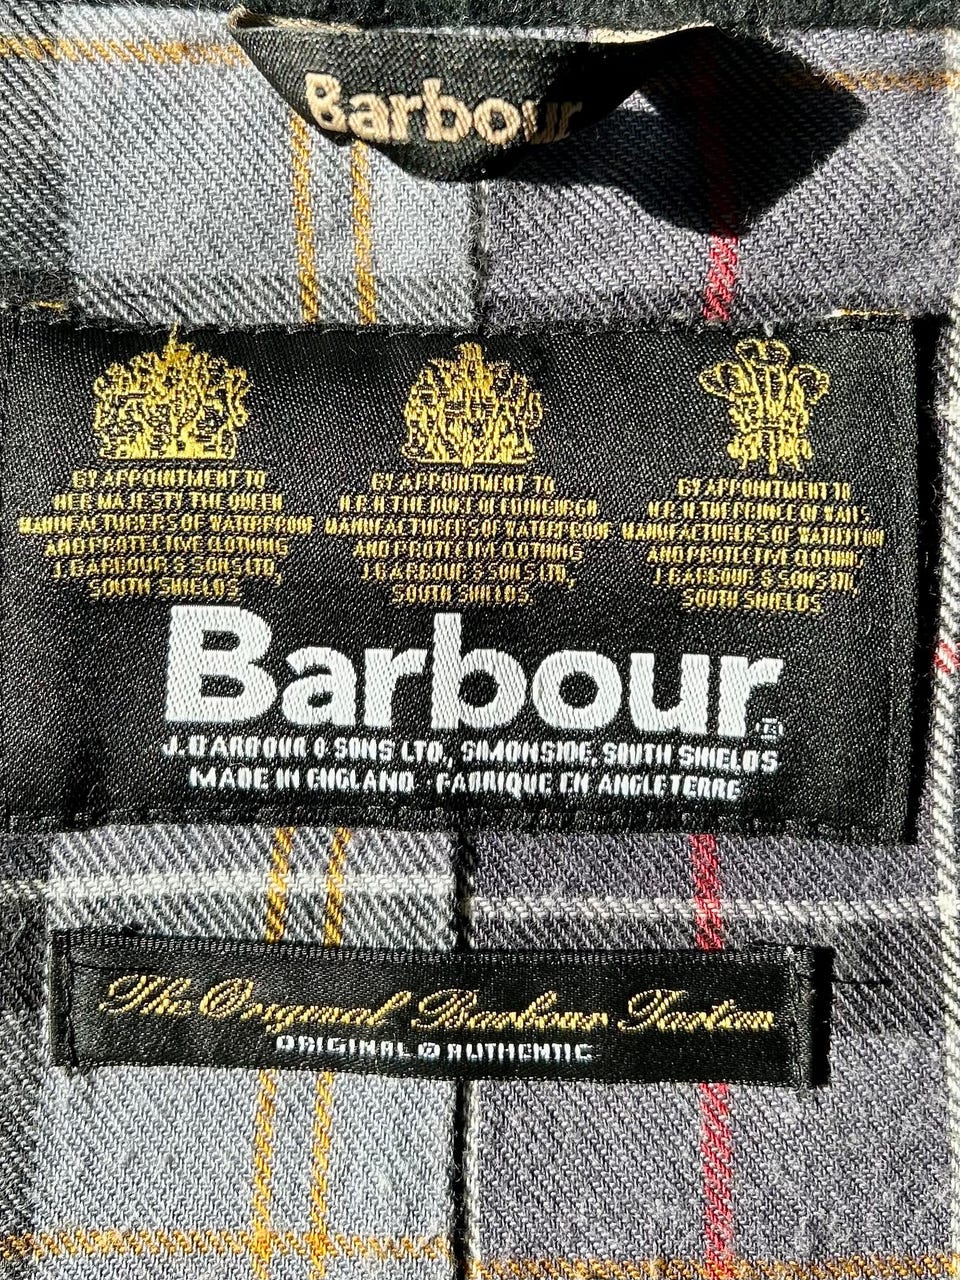 Barbour
BY APPOINTMENT TO
HER MAJESTY THE QUEEN
MANUFACTURERS OF WATERPROOF
AND PROTECTIVE CLOTHING
J.BARBOUR & SONS LTD,
SOUTH SHIELDS
BY APPOINTMENT TO
H.R.H THE DUKE OF EDINBURGH
MANUFACTURERS OF WATERPROOF
AND PROTECTIVE CLOTHING
J.BARBOUR & SONS LTD,
SOUTH SHIELDS.
BY APPOINTMENT TO
H.R.H THE PRINCE OF WALES
MANUFACTURERS OF WATERPROOF
AND PROTECTIVE CLOTHING
J.BARBOUR & SONS LTD,
SOUTH SHIELDS
Barbour®
J.BARBOUR & SONS LTD., SIMONSIDE, SOUTH SHIELDS
MADE IN ENGLAND · FABRIQUE EN ANGLETERRE
The Original Barbour Tartan
ORIGINAL & AUTHENTIC